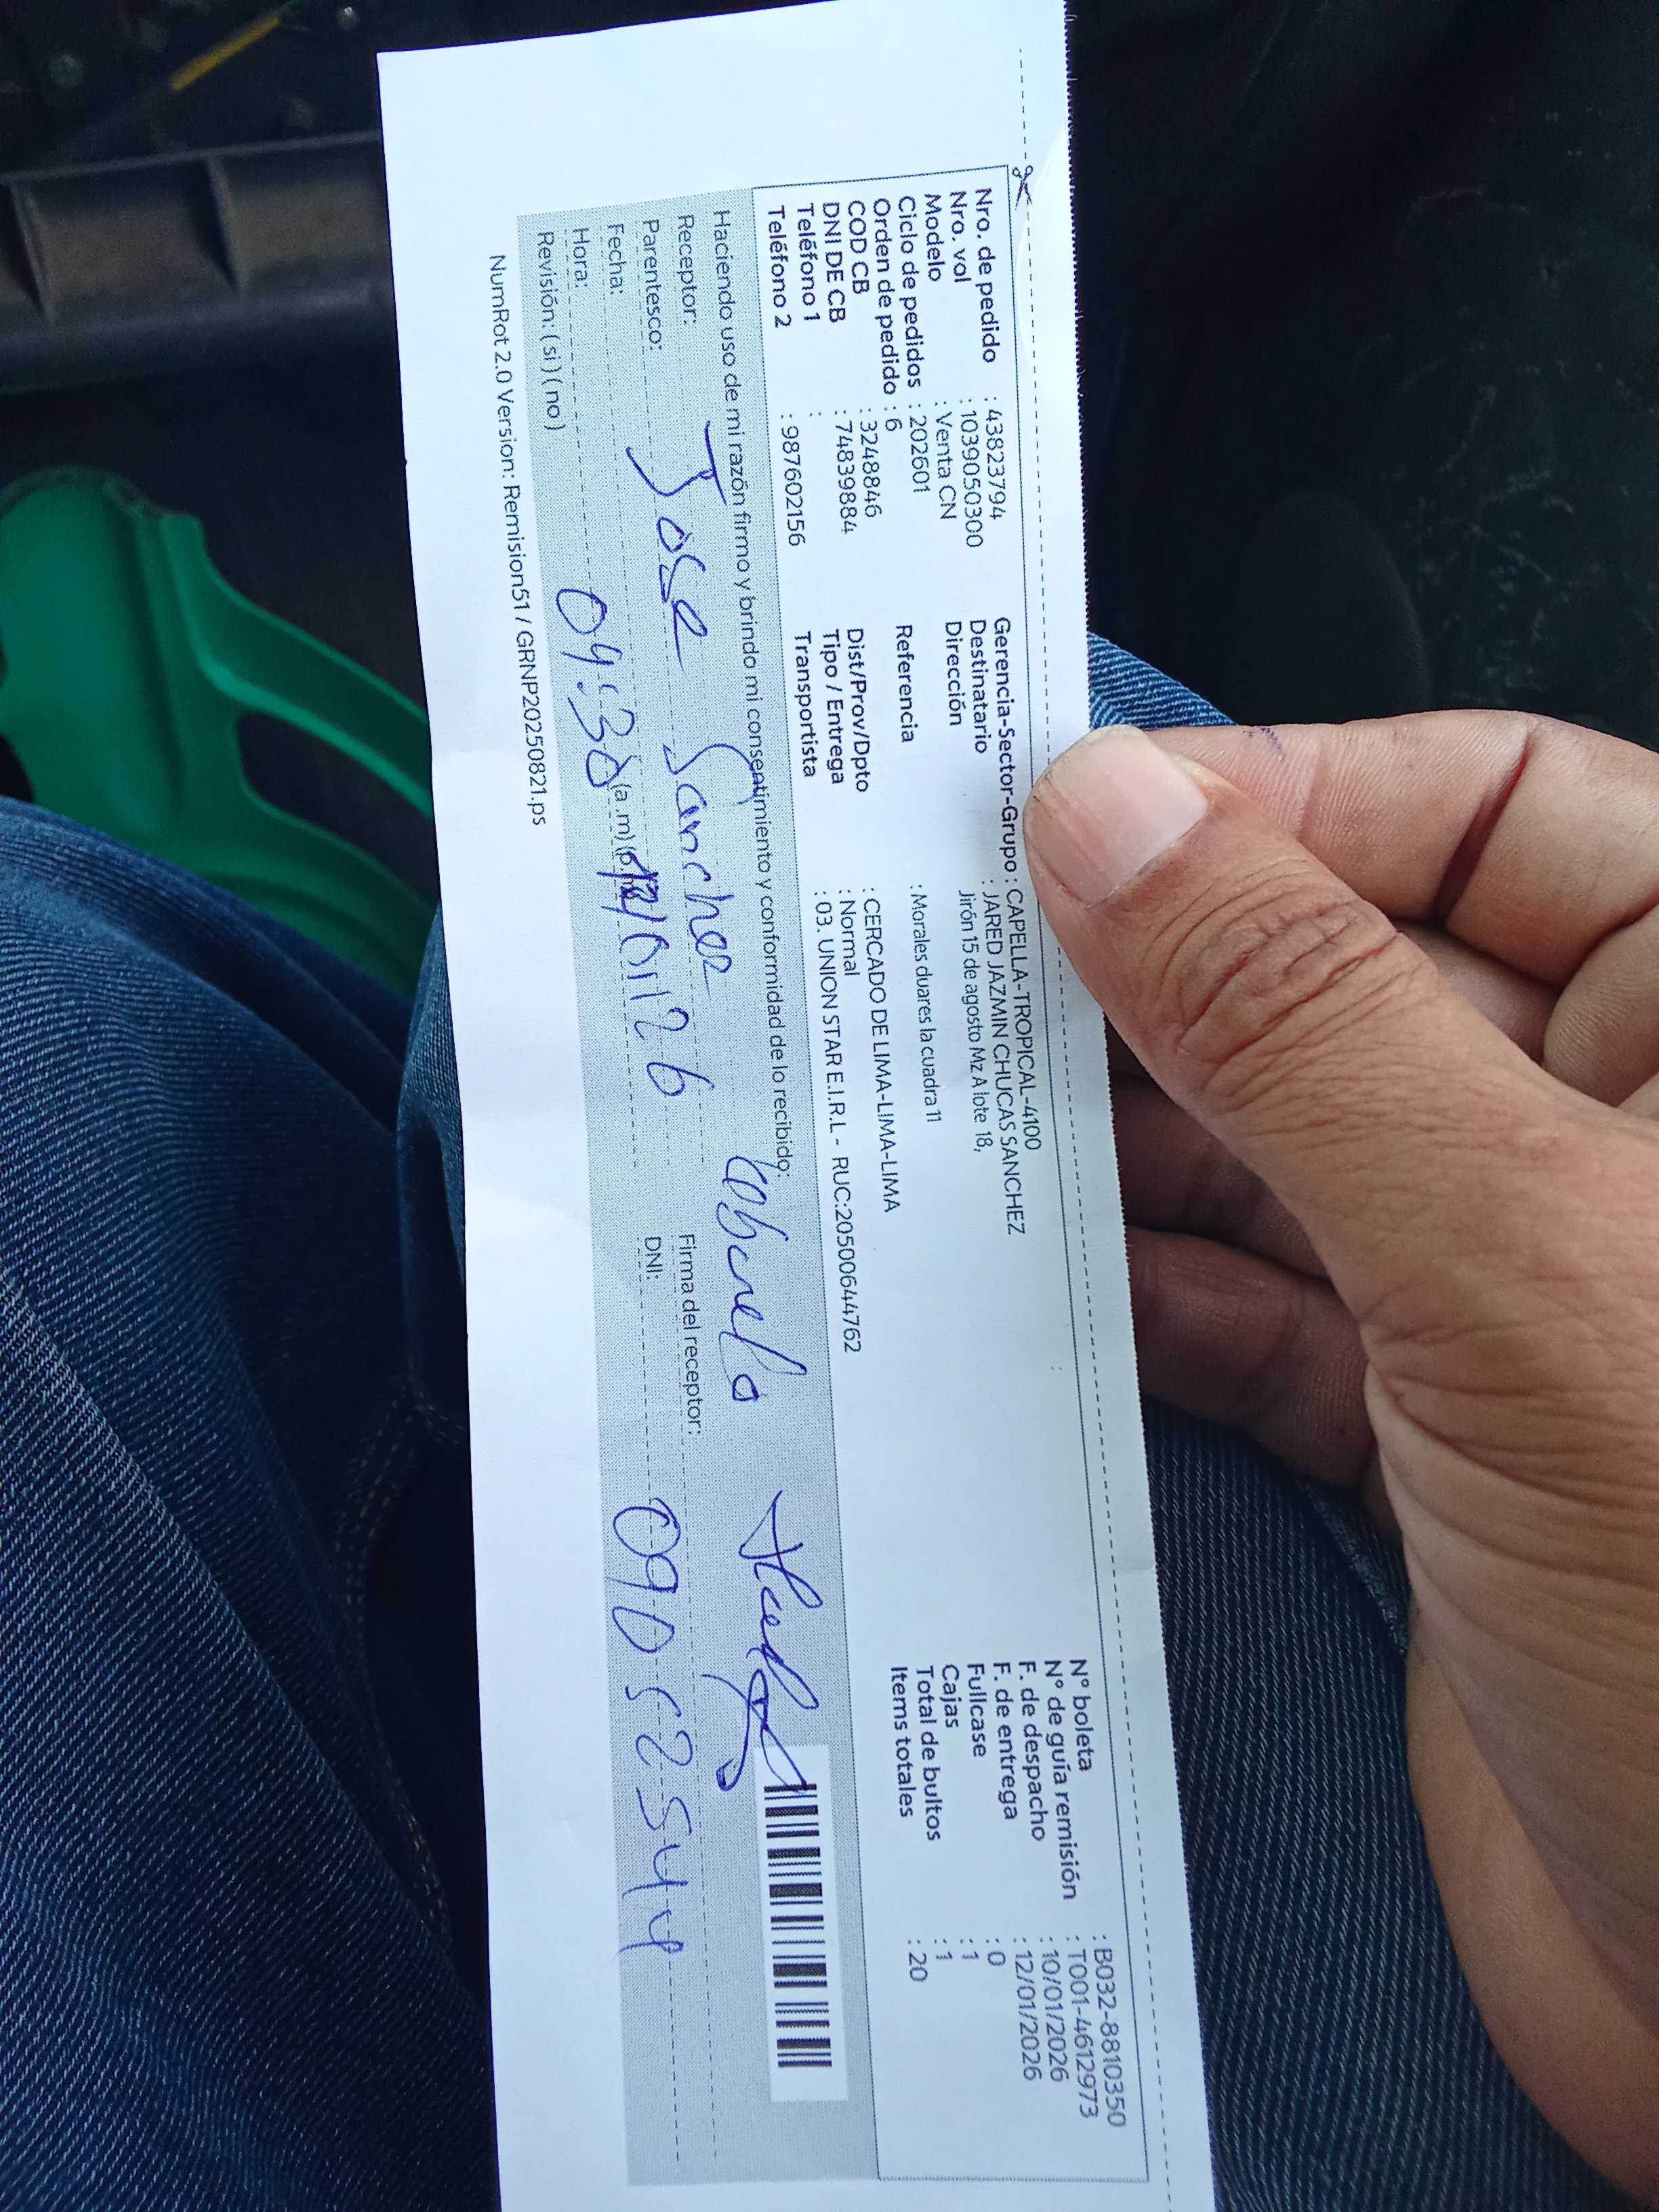 Nro. de pedido : 43823794
Nro. vol : 1039050300
Modelo : Venta CN
Ciclo de pedidos : 202601
Orden de pedido : 6
COD CB : 3248846
DNI DE CB : 74839884
Teléfono 1 :
Teléfono 2 : 987602156
Gerencia-Sector-Grupo : CAPELLA-TROPICAL-4100
Destinatario : JARED JAZMIN CHUCAS SANCHEZ
Dirección Jirón 15 de agosto Mz A lote 18,
Referencia : Morales duares la cuadra 11
Dist/Prov/Dpto : CERCADO DE LIMA-LIMA-LIMA
Tipo / Entrega : Normal
Transportista : 03. UNION STAR E.I.R.L - RUC:20500644762
N° boleta : B032-8810350
N° de guía remisión : T001-4612973
F. de despacho : 10/01/2026
F. de entrega : 12/01/2026
Fullcase : 0
Cajas : 1
Total de bultos : 1
Items totales : 20
Haciendo uso de mi razón firmo y brindo mi consentimiento y conformidad de lo recibido:
Receptor: Jose Sanchez
Parentesco:
Fecha: /01/26
Hora: 04:30 (a.m) (p.m)
Revisión: ( si ) ( no )
Firma del receptor:
DNI: 09052544
NumRot 2.0 Version: Remision51 / GRNP20250821.ps